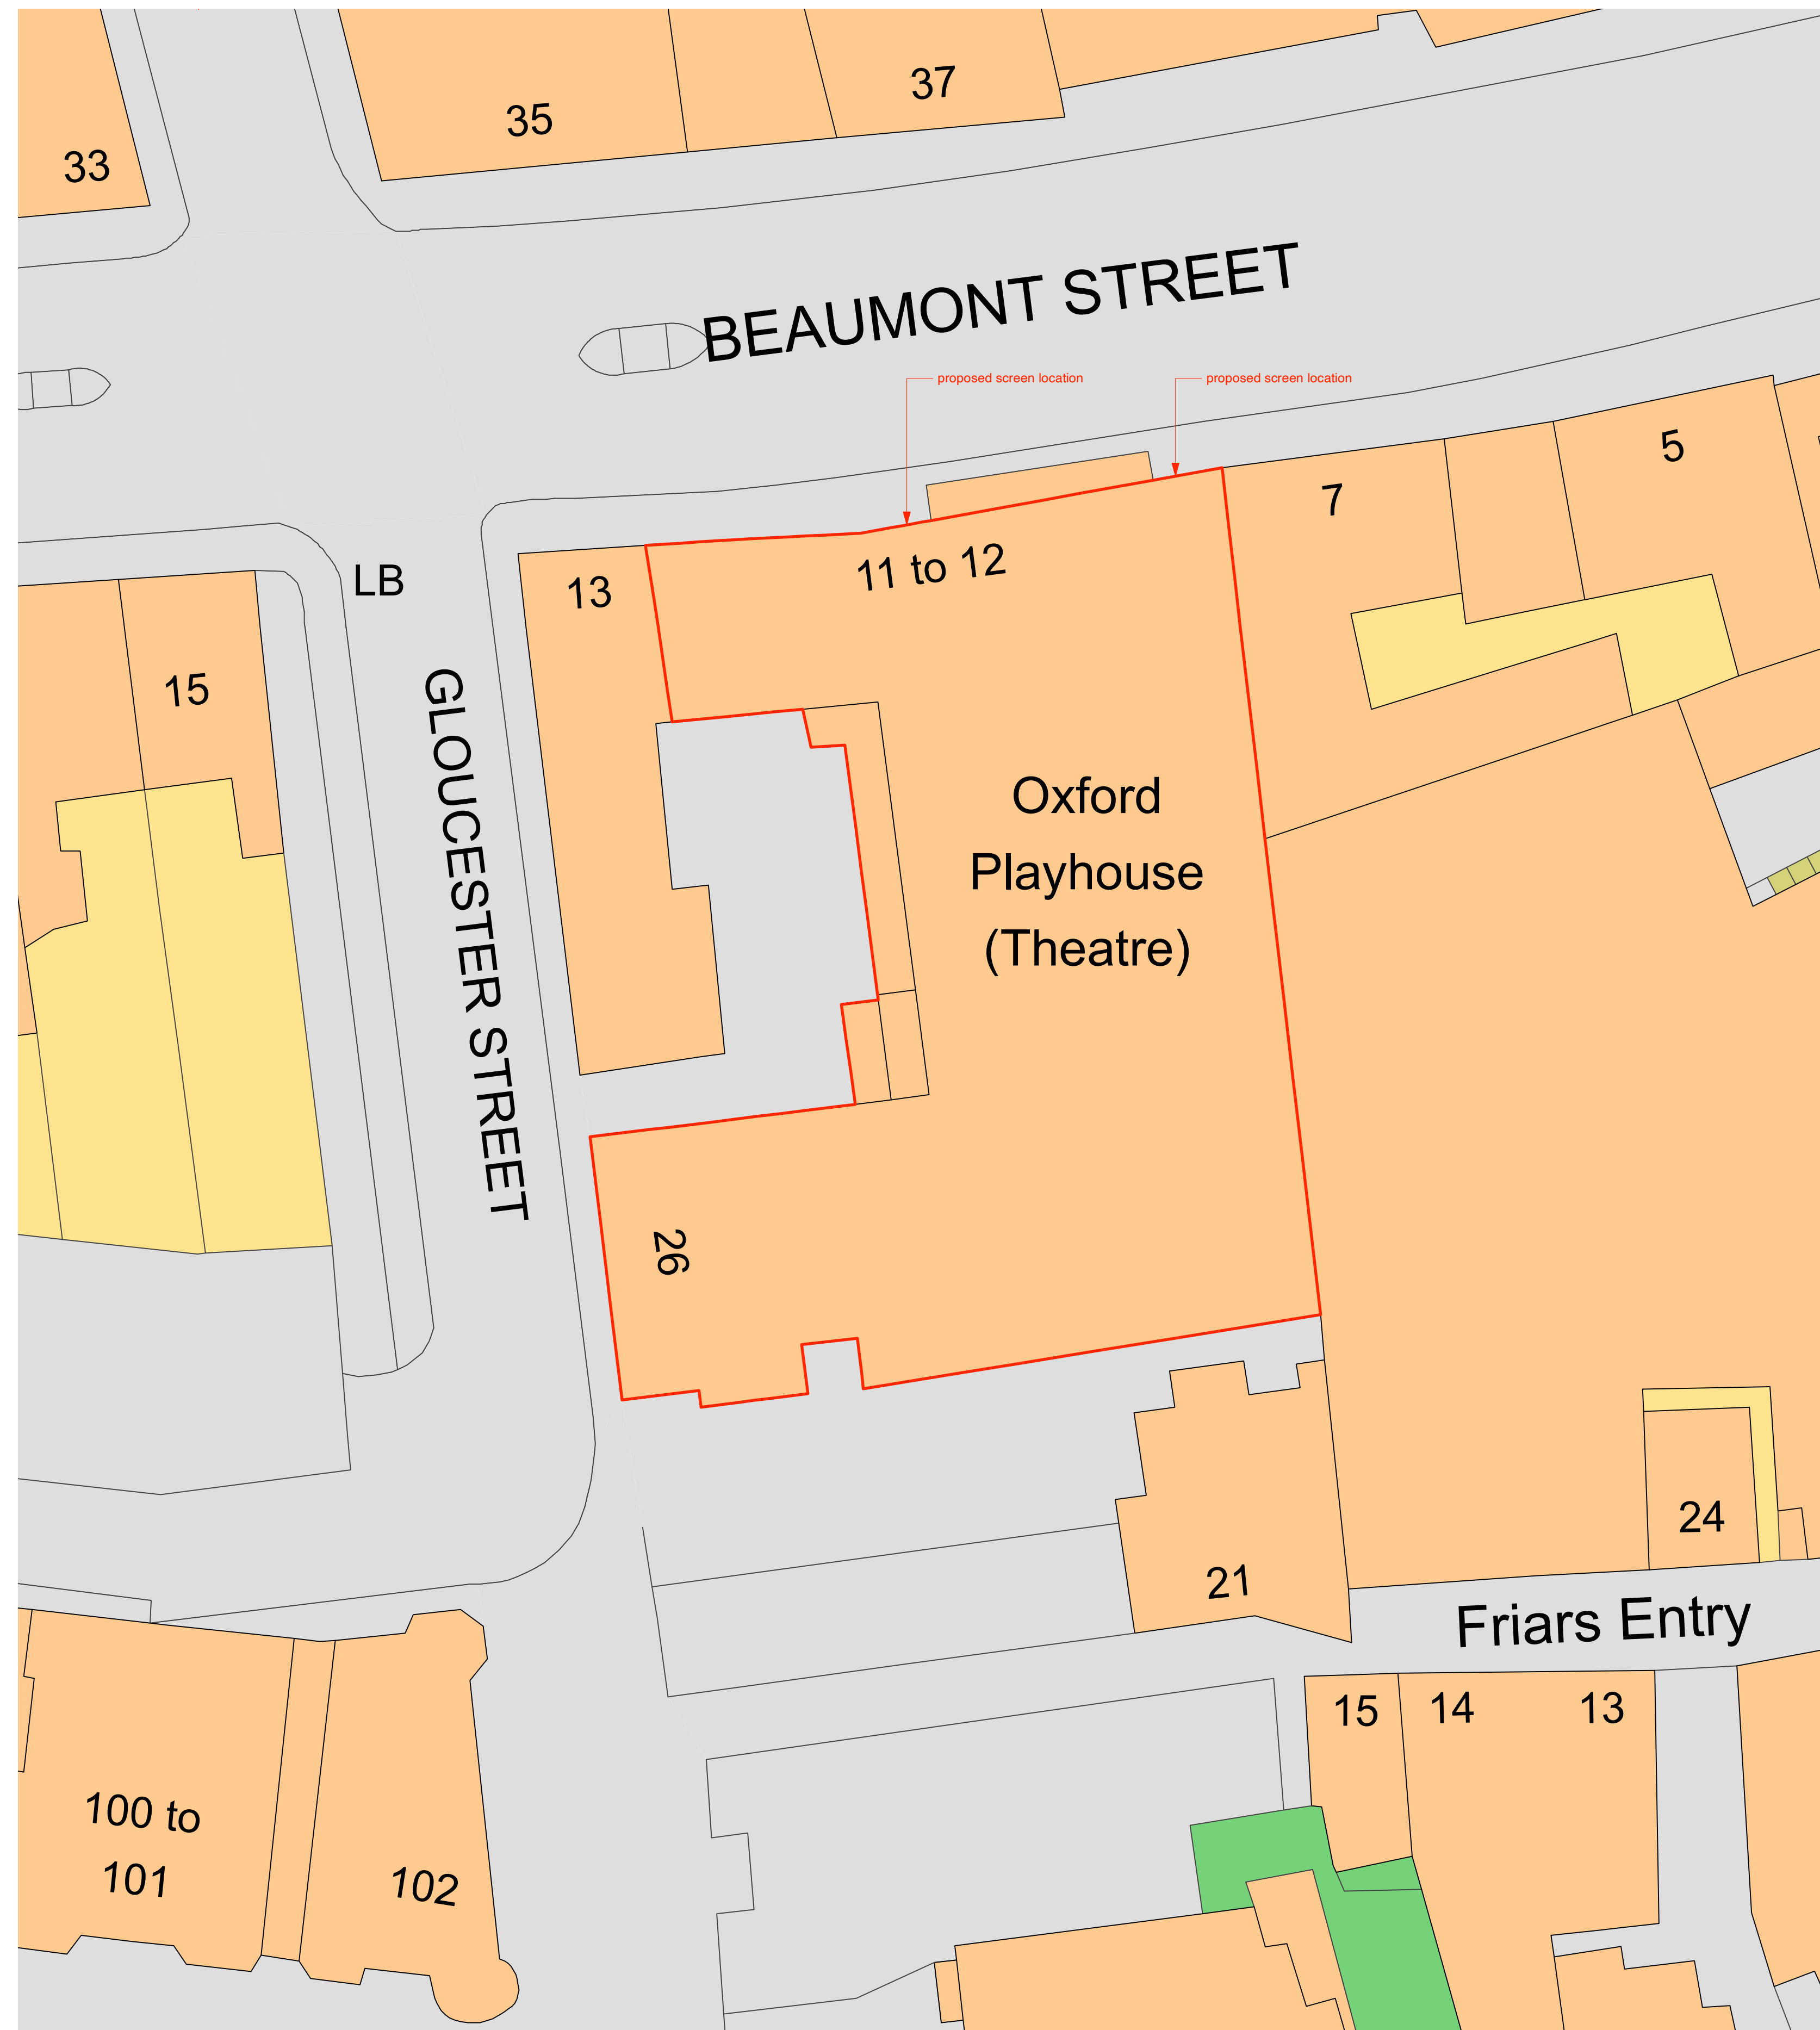 37
35
33
BEAUMONT STREET
proposed screen location
proposed screen location
5
7
11 to 12
LB
13
15
GLOUCESTER STREET
Oxford
Playhouse
(Theatre)
26
24
21
Friars Entry
15
14
13
100 to
101
102